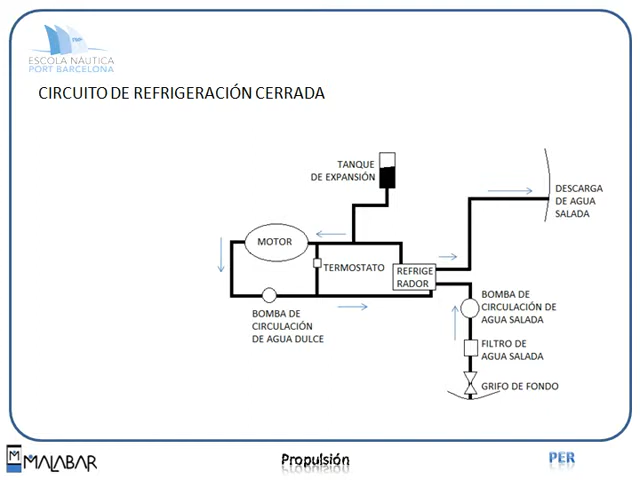 ESCOLA NÀUTICA
PORT BARCELONA
CIRCUITO DE REFRIGERACIÓN CERRADA
TANQUE
DE EXPANSIÓN
DESCARGA
DE AGUA
SALADA
MOTOR
TERMOSTATO
REFRIGE
RADOR
BOMBA DE
CIRCULACIÓN DE
AGUA SALADA
BOMBA DE
CIRCULACIÓN
DE AGUA DULCE
FILTRO DE
AGUA SALADA
GRIFO DE FONDO
M MALABAR
Propulsión
PER